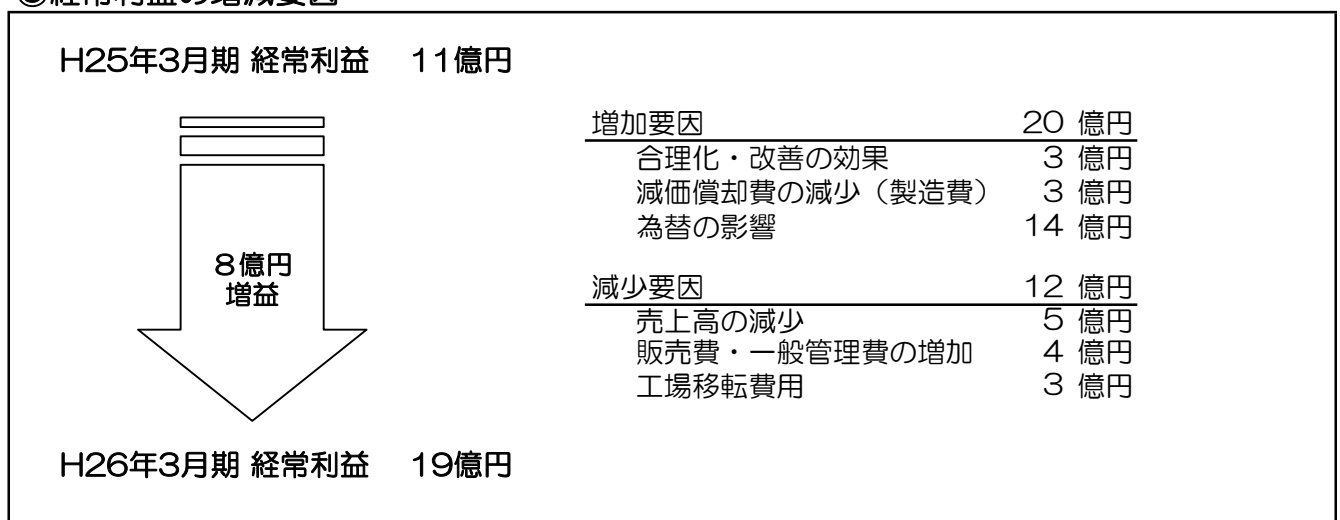 ◎経常利益の増減要因
H25年3月期 経常利益 11億円
増加要因 20 億円
合理化・改善の効果 3 億円
減価償却費の減少（製造費） 3 億円
為替の影響 14 億円
8億円
増益
減少要因 12 億円
売上高の減少 5 億円
販売費・一般管理費の増加 4 億円
工場移転費用 3 億円
H26年3月期 経常利益 19億円